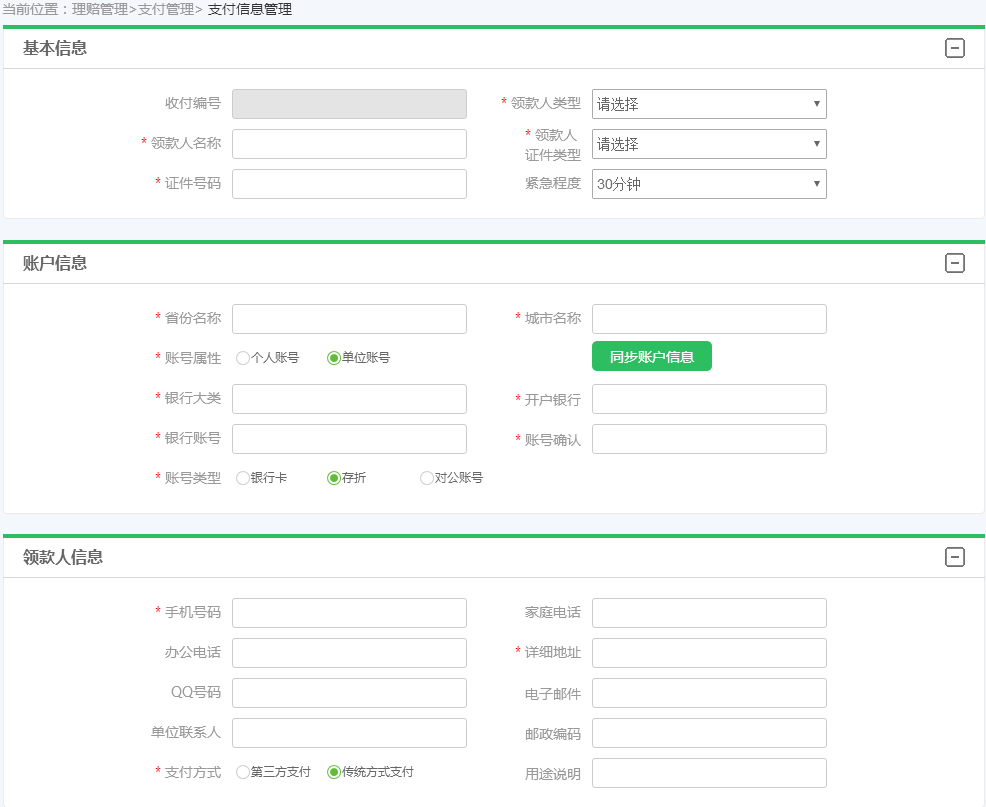 当前位置：理赔管理>支付管理> 支付信息管理
基本信息
收付编号
* 领款人类型 请选择
* 领款人名称
* 领款人
证件类型 请选择
* 证件号码
紧急程度 30分钟
账户信息
* 省份名称
* 城市名称
* 账号属性 个人账号 单位账号
同步账户信息
* 银行大类
* 开户银行
* 银行账号
* 账号确认
* 账号类型 银行卡 存折 对公账号
领款人信息
* 手机号码
家庭电话
办公电话
* 详细地址
QQ号码
电子邮件
单位联系人
邮政编码
* 支付方式 第三方支付 传统方式支付
用途说明